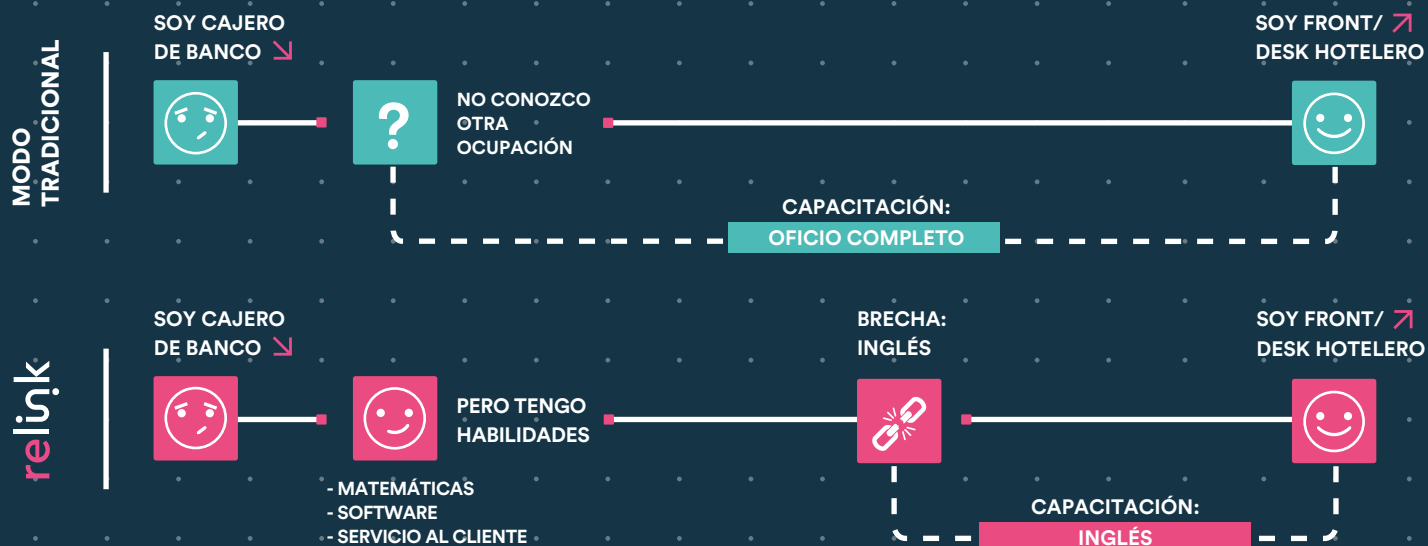 MODO
TRADICIONAL
SOY CAJERO
DE BANCO
?
NO CONOZCO
OTRA
OCUPACIÓN
SOY FRONT/
DESK HOTELERO
CAPACITACIÓN:
OFICIO COMPLETO
relink
SOY CAJERO
DE BANCO
PERO TENGO
HABILIDADES
- MATEMÁTICAS
- SOFTWARE
- SERVICIO AL CLIENTE
BRECHA:
INGLÉS
SOY FRONT/
DESK HOTELERO
CAPACITACIÓN:
INGLÉS